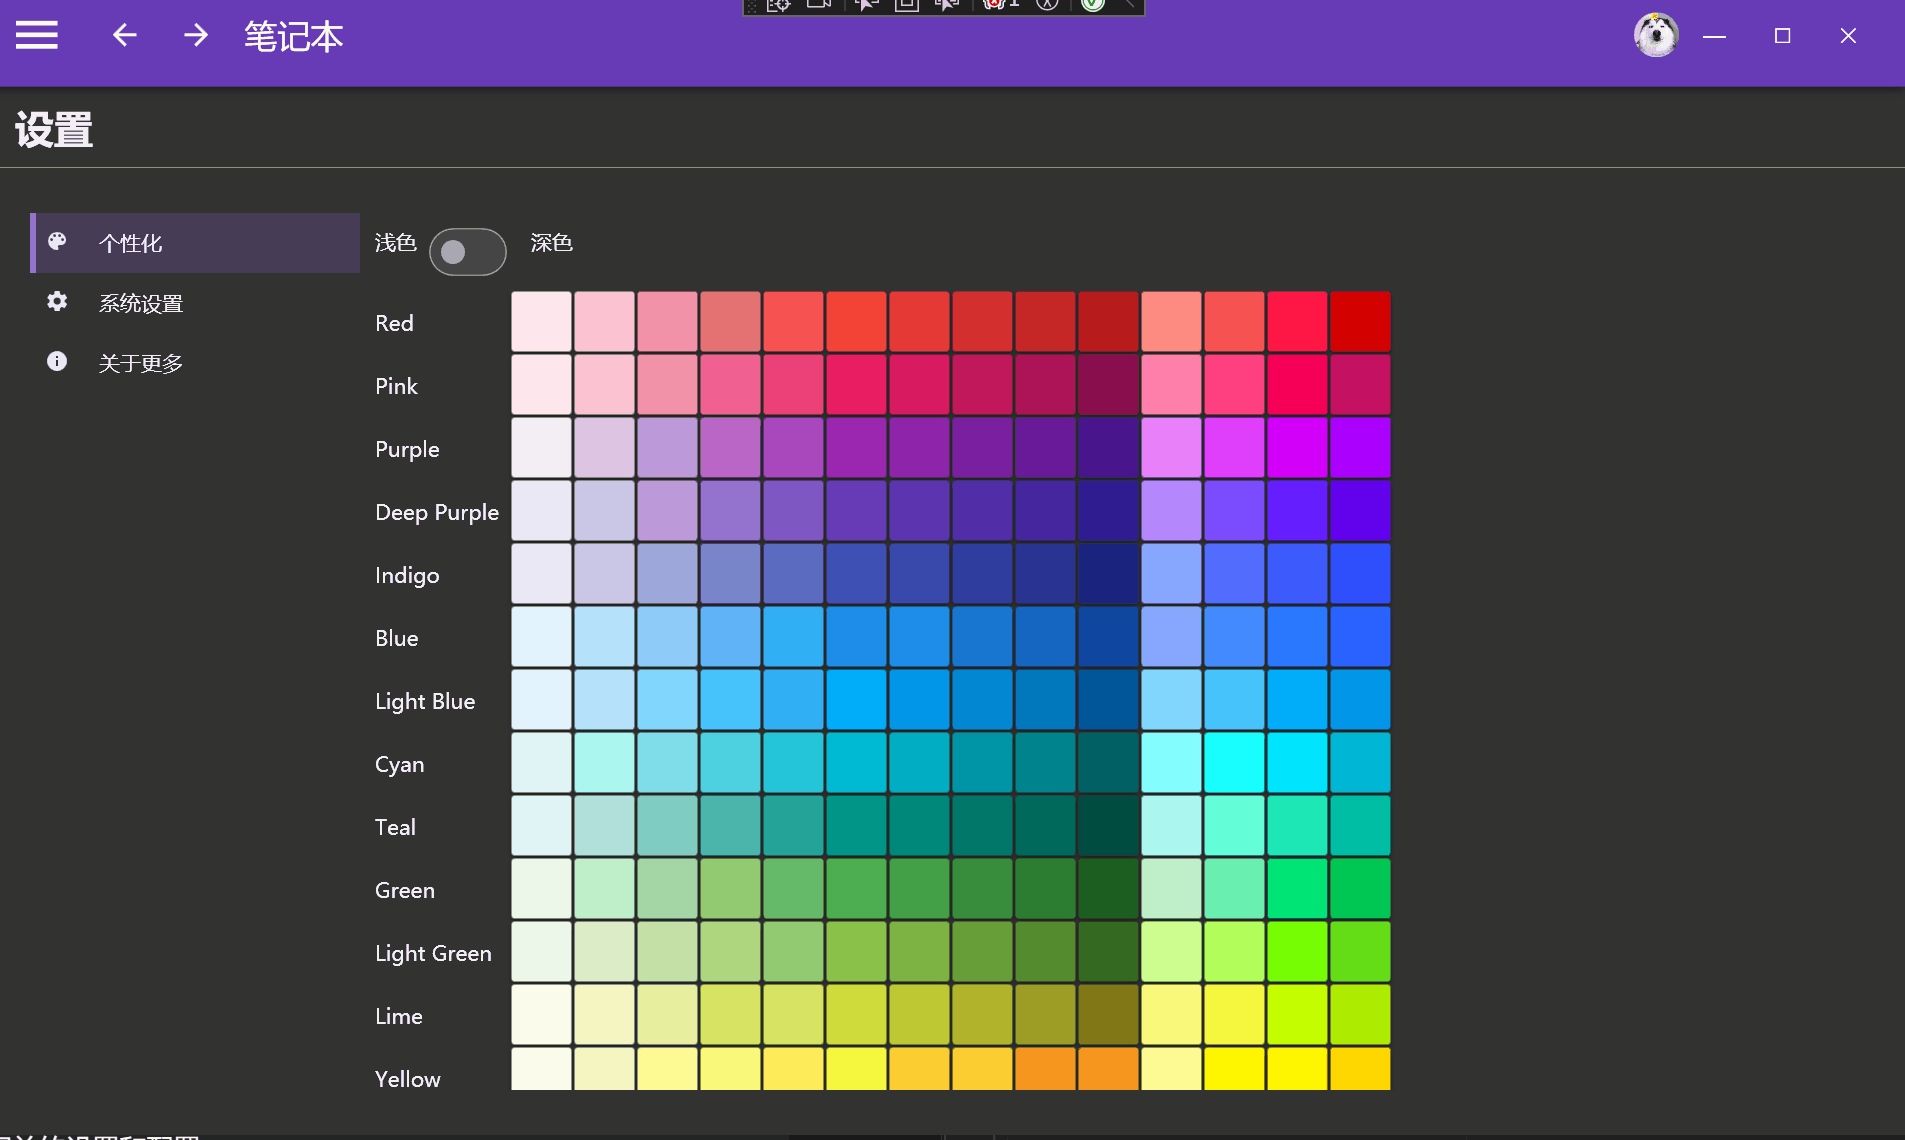 笔记本
设置
个性化
系统设置
关于更多
浅色 深色
Red
Pink
Purple
Deep Purple
Indigo
Blue
Light Blue
Cyan
Teal
Green
Light Green
Lime
Yellow